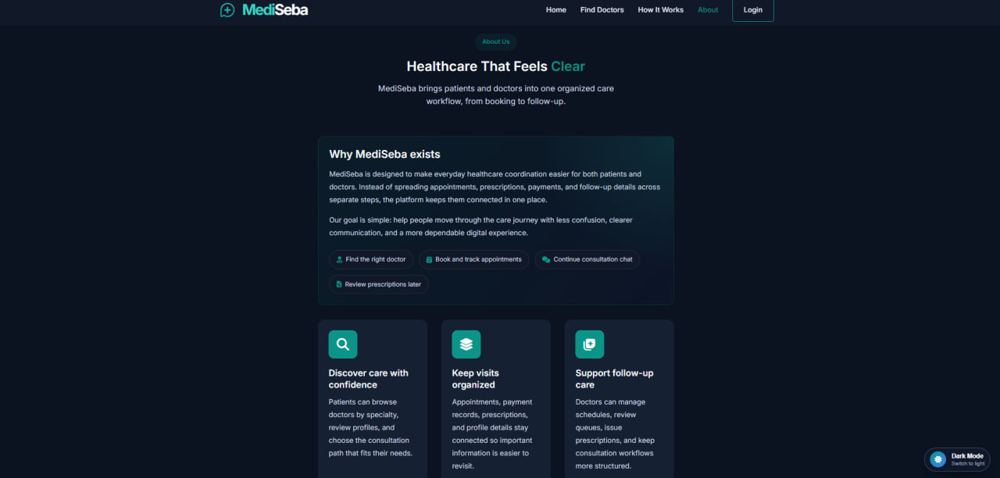 MediSeba
Home Find Doctors How It Works About Login
About Us
Healthcare That Feels Clear
MediSeba brings patients and doctors into one organized care
workflow, from booking to follow-up.
Why MediSeba exists
MediSeba is designed to make everyday healthcare coordination easier for both patients and
doctors. Instead of spreading appointments, prescriptions, payments, and follow-up details across
separate steps, the platform keeps them connected in one place.
Our goal is simple: help people move through the care journey with less confusion, clearer
communication, and a more dependable digital experience.
Find the right doctor
Book and track appointments
Continue consultation chat
Review prescriptions later
Discover care with
confidence
Patients can browse
doctors by specialty,
review profiles, and
choose the consultation
path that fits their needs.
Keep visits
organized
Appointments, payment
records, prescriptions,
and profile details stay
connected so important
information is easier to
revisit.
Support follow-up
care
Doctors can manage
schedules, review
queues, issue
prescriptions, and keep
consultation workflows
more structured.
Dark Mode
Switch to light